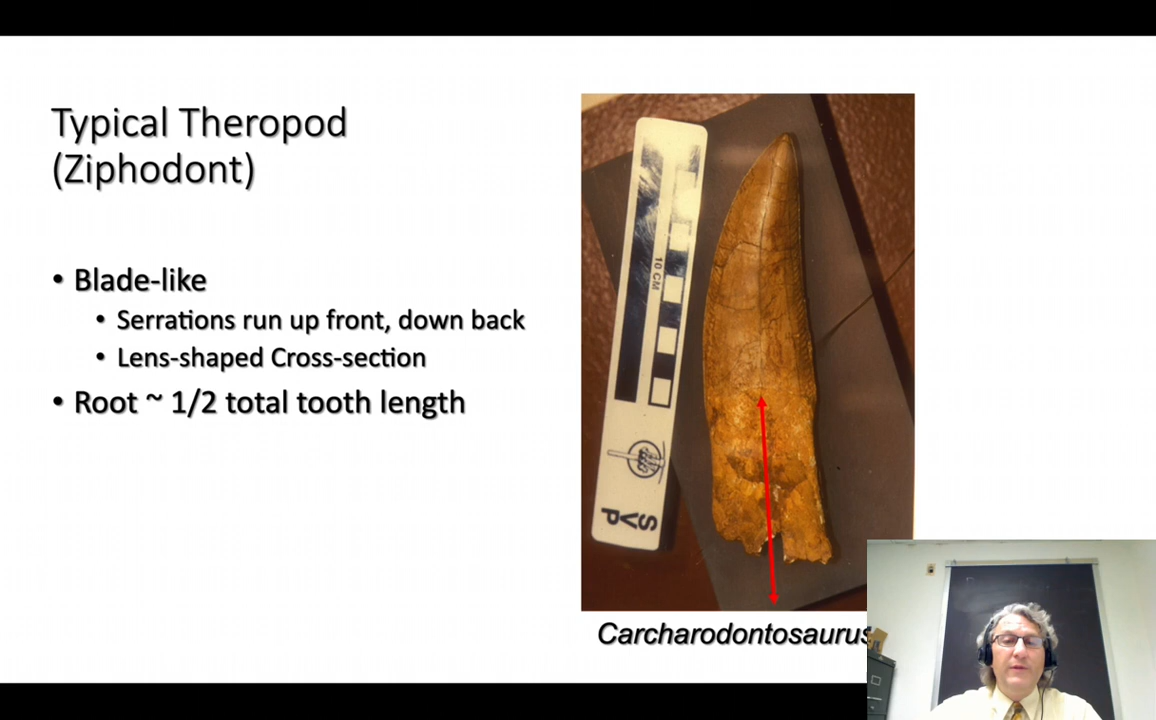 Typical Theropod
(Ziphodont)
• Blade-like
• Serrations run up front, down back
• Lens-shaped Cross-section
• Root ~ 1/2 total tooth length
10 CM
SVP
Carcharodontosaurus